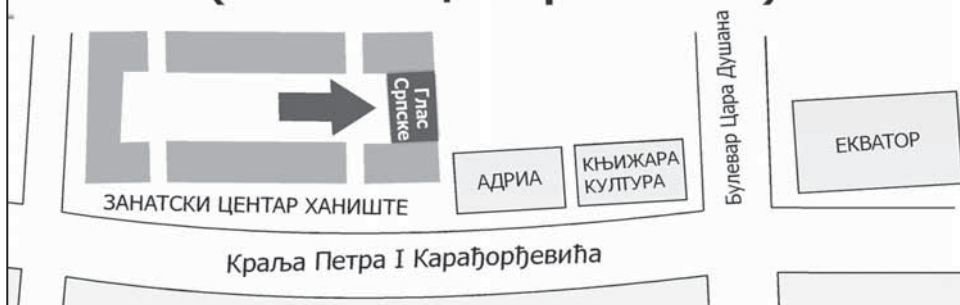 Глас
Српске
ЗАНАТСКИ ЦЕНТАР ХАНИШТЕ
АДРИА
КЊИЖАРА
КУЛТУРА
Булевар Цара Душана
ЕКВАТОР
Краља Петра I Карађорђевића